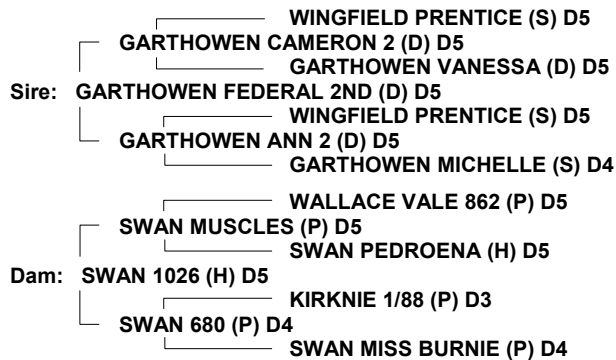 WINGFIELD PRENTICE (S) D5
GARTHOWEN CAMERON 2 (D) D5
GARTHOWEN VANESSA (D) D5
Sire: GARTHOWEN FEDERAL 2ND (D) D5
WINGFIELD PRENTICE (S) D5
GARTHOWEN ANN 2 (D) D5
GARTHOWEN MICHELLE (S) D4
WALLACE VALE 862 (P) D5
SWAN MUSCLES (P) D5
SWAN PEDROENA (H) D5
Dam: SWAN 1026 (H) D5
KIRKNIE 1/88 (P) D3
SWAN 680 (P) D4
SWAN MISS BURNIE (P) D4